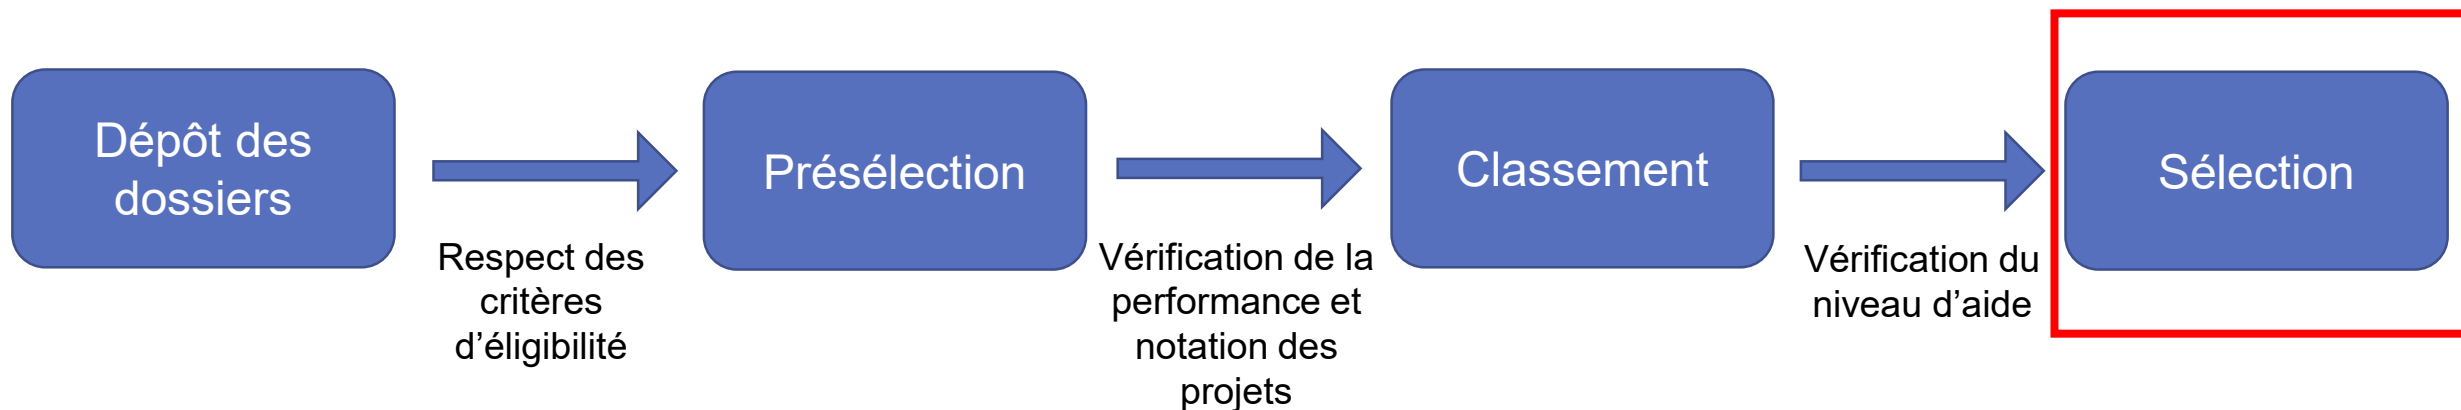 Dépôt des
dossiers
Respect des
critères
d'éligibilité
Présélection
Vérification de la
performance et
notation des
projets
Classement
Vérification du
niveau d'aide
Sélection